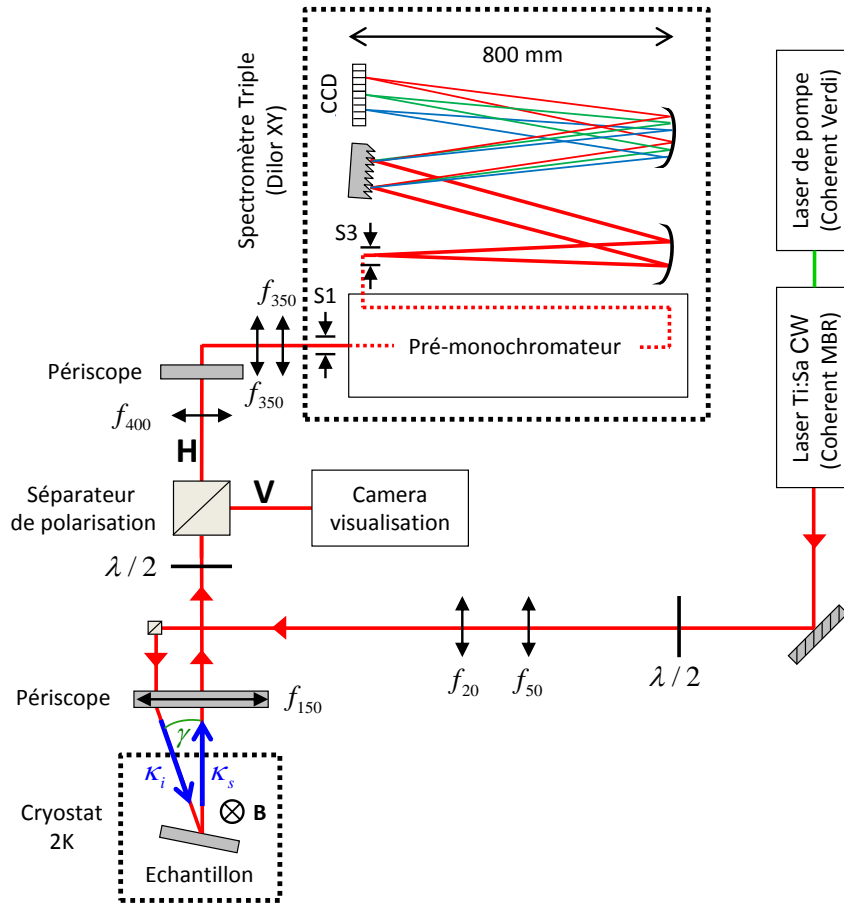 800 mm
CCD
Spectromètre Triple
(Dilor XY)
S3
S1
f350
f350
Pré-monochromateur
Laser de pompe
(Coherent Verdi)
Laser Ti:Sa CW
(Coherent MBR)
Périscope
f400
H
V
Séparateur
de polarisation
Camera
visualisation
λ / 2
f20
f50
λ / 2
Périscope
f150
γ
κi
κs
B
Cryostat
2K
Echantillon